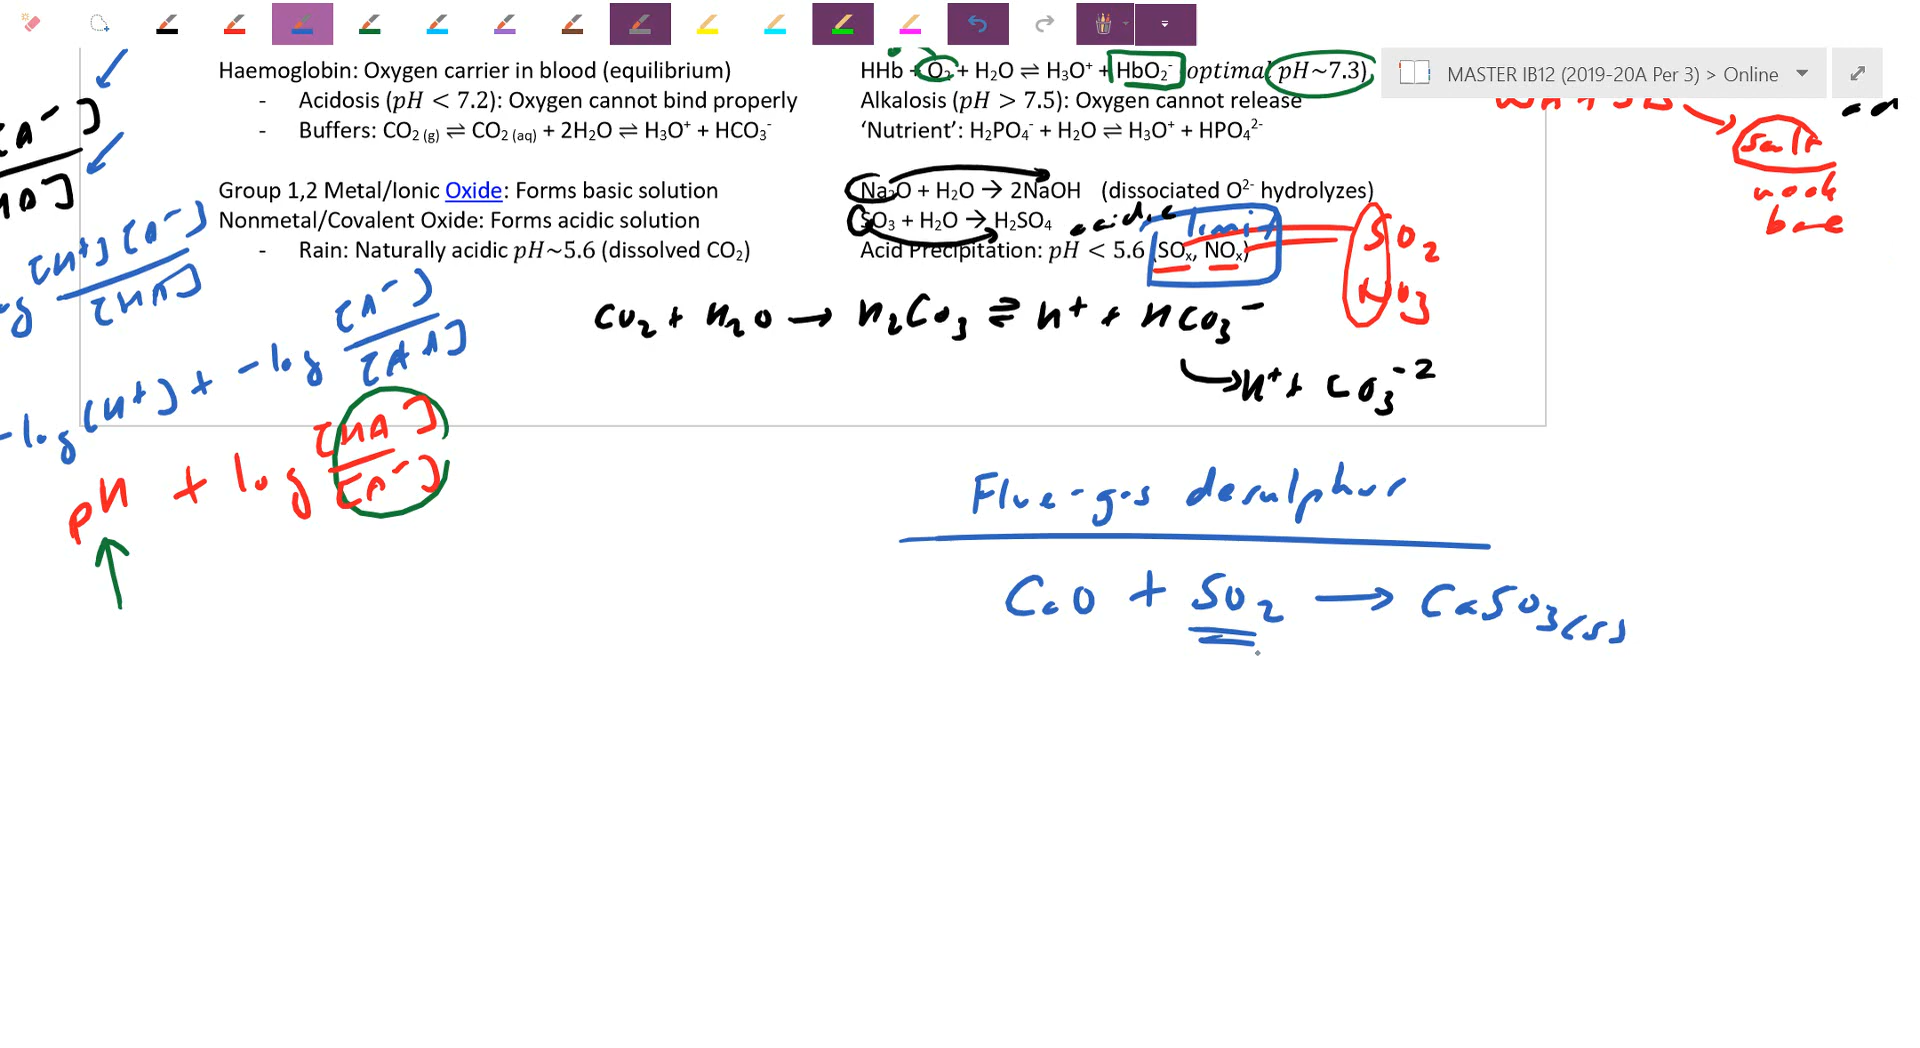 MASTER IB12 (2019-20A Per 3) > Online
Haemoglobin: Oxygen carrier in blood (equilibrium)
- Acidosis (pH < 7.2): Oxygen cannot bind properly
- Buffers: CO₂ (g) ⇌ CO₂ (aq) + 2H₂O ⇌ H₃O⁺ + HCO₃⁻
HHb + O₂ + H₂O ⇌ H₃O⁺ + HbO₂⁻ (optimal pH~7.3)
Alkalosis (pH > 7.5): Oxygen cannot release
'Nutrient': H₂PO₄⁻ + H₂O ⇌ H₃O⁺ + HPO₄²⁻
Group 1,2 Metal/Ionic Oxide: Forms basic solution
Nonmetal/Covalent Oxide: Forms acidic solution
- Rain: Naturally acidic pH~5.6 (dissolved CO₂)
Na₂O + H₂O → 2NaOH (dissociated O²⁻ hydrolyzes)
SO₃ + H₂O → H₂SO₄ acidic
limit
Acid Precipitation: pH < 5.6 (SOₓ, NOₓ)
SO₂
NO₃
salt
weak
base
CO₂ + H₂O → H₂CO₃ ⇌ H⁺ + HCO₃⁻
→ H⁺ + CO₃⁻²
[A⁻]
[H⁺][A⁻]
[HA]
-log[H⁺] + -log [A⁻]
[HA]
pH + log [HA]
[A⁻]
Flue-gas desulphur
CaO + SO₂ → CaSO₃(s)